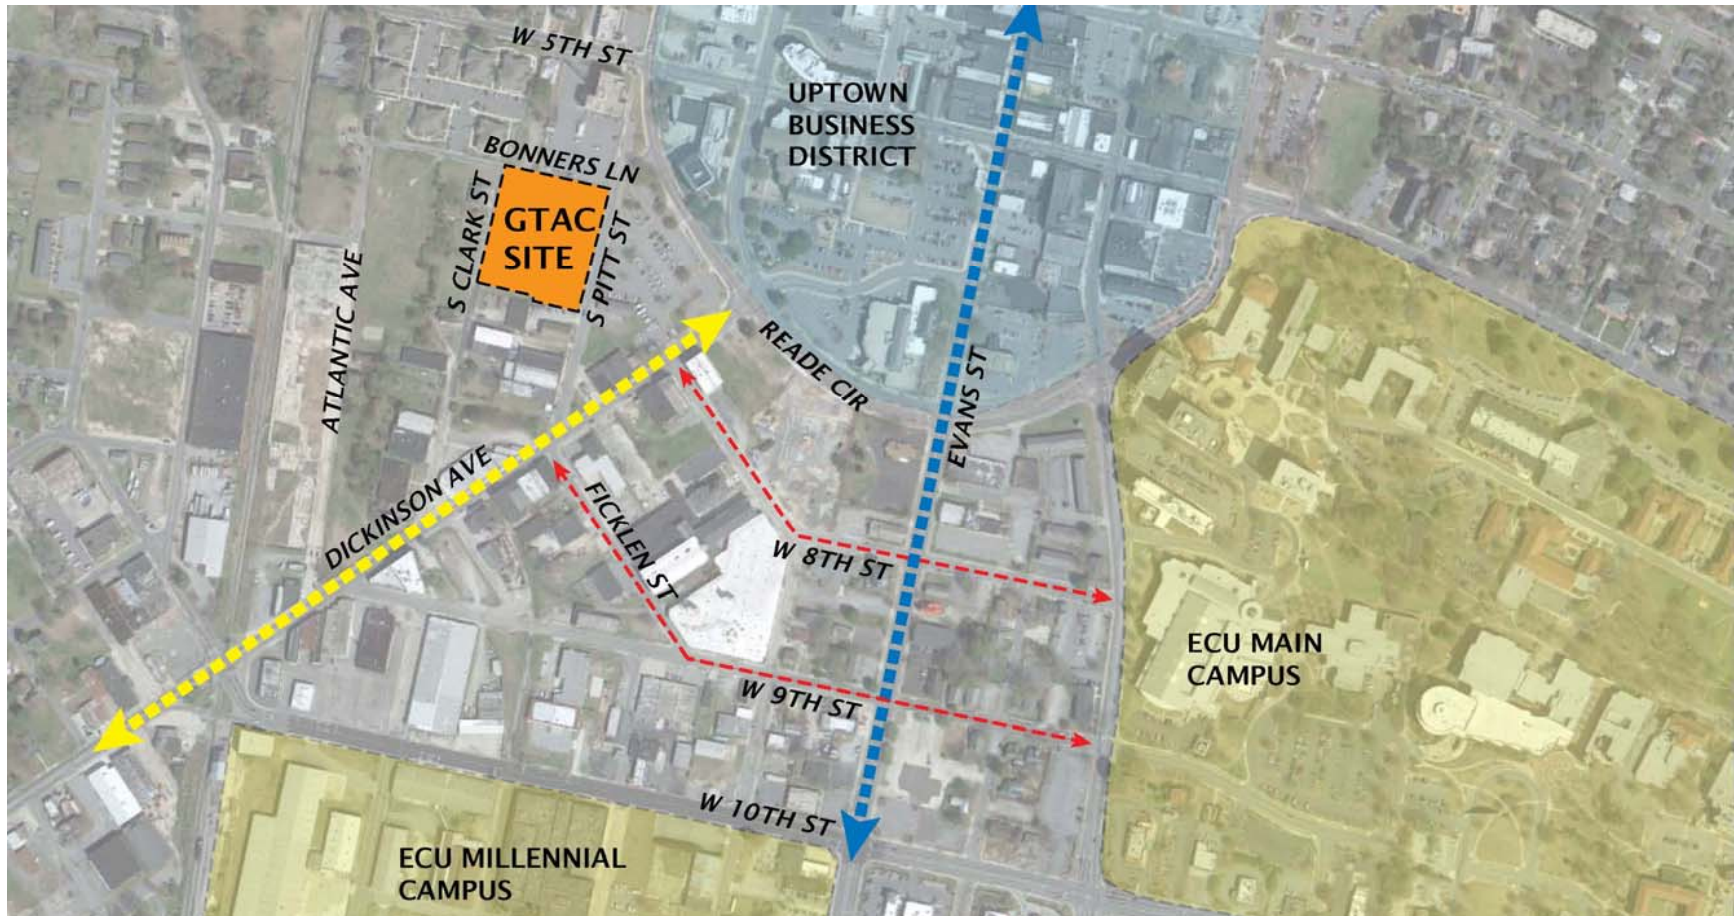 W 5TH ST
UPTOWN
BUSINESS
DISTRICT
BONNERS LN
S CLARK ST
GTAC
SITE
S PITT ST
ATLANTIC AVE
READE CIR
EVANS ST
DICKINSON AVE
FICKLEN ST
W 8TH ST
ECU MAIN
CAMPUS
W 9TH ST
W 10TH ST
ECU MILLENNIAL
CAMPUS